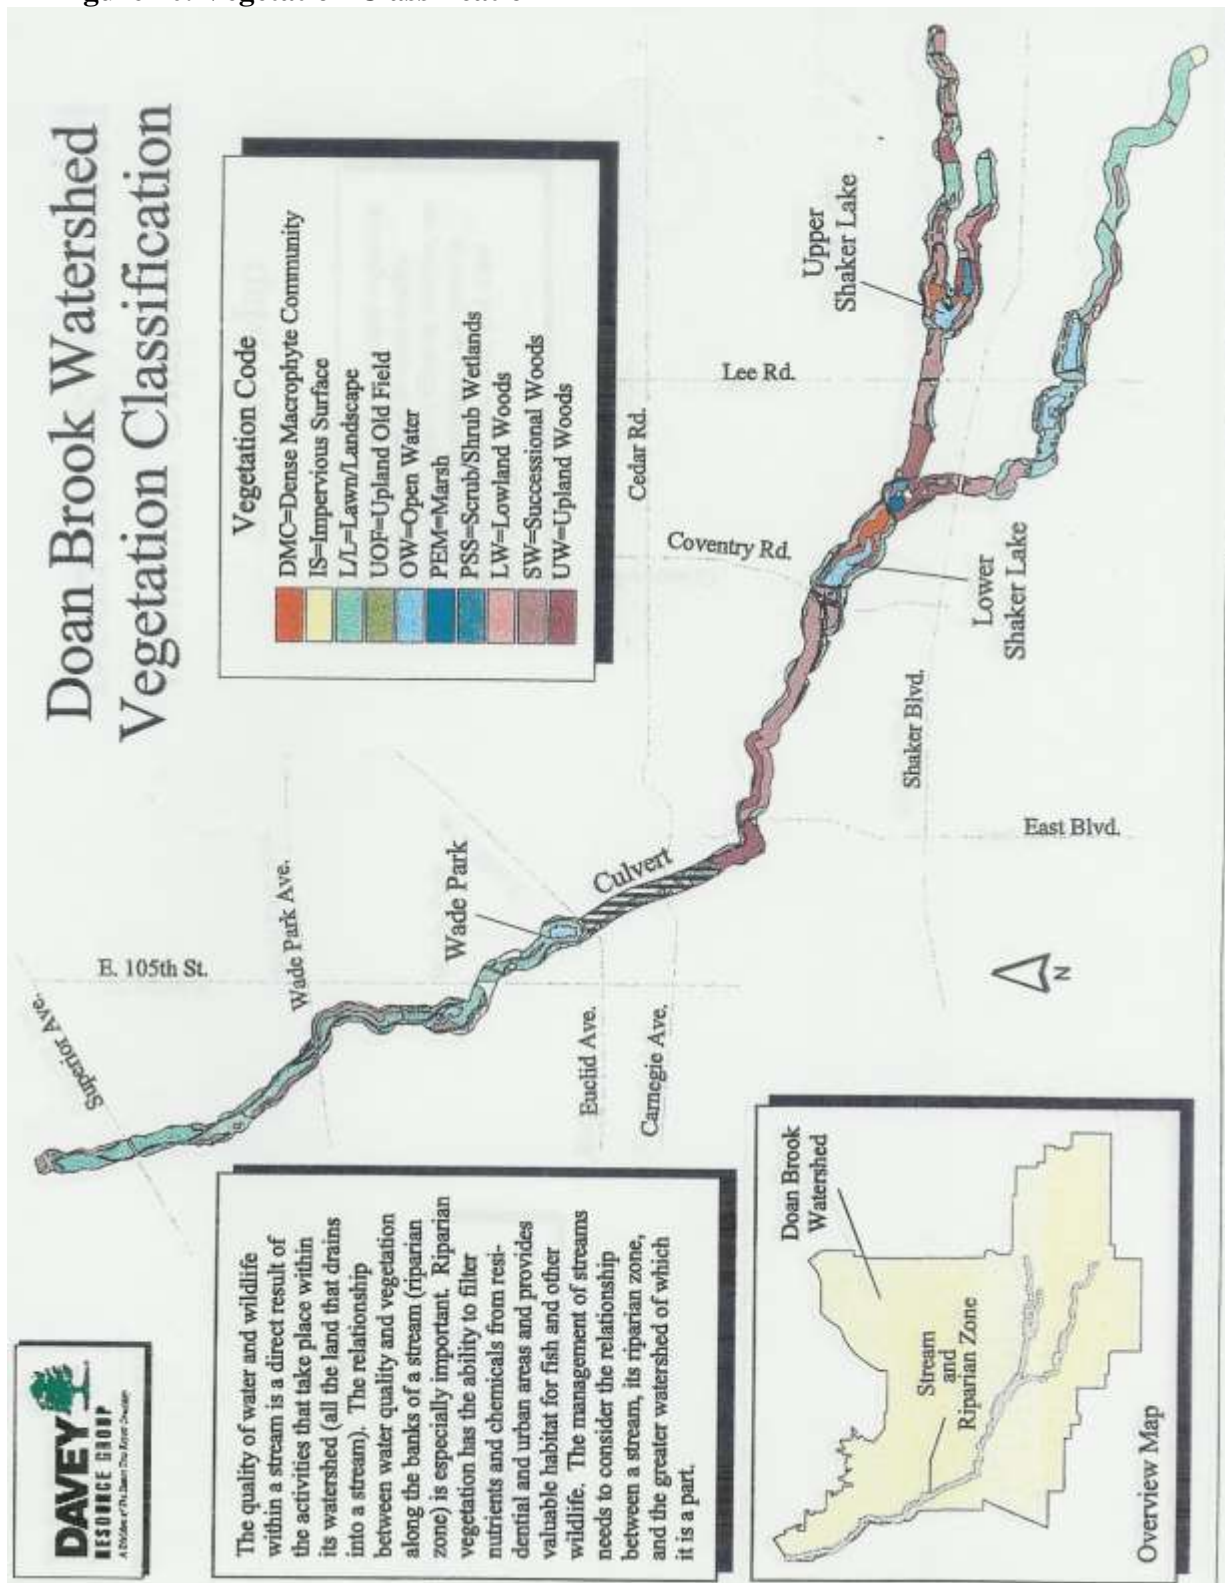 Doan Brook Watershed
Vegetation Classification
Vegetation Code
DMC=Dense Macrophyte Community
IS=Impervious Surface
L/L=Lawn/Landscape
UOF=Upland Old Field
OW=Open Water
PEM=Marsh
PSS=Scrub/Shrub Wetlands
LW=Lowland Woods
SW=Successional Woods
UW=Upland Woods
Superior Ave.
E. 105th St.
Wade Park Ave.
Wade Park
Culvert
Euclid Ave.
Carnegie Ave.
Cedar Rd.
Coventry Rd.
Lee Rd.
Upper
Shaker Lake
Lower
Shaker Lake
Shaker Blvd.
East Blvd.
N
DAVEY
RESOURCE GROUP
The quality of water and wildlife
within a stream is a direct result of
the activities that take place within
its watershed (all the land that drains
into a stream). The relationship
between water quality and vegetation
along the banks of a stream (riparian
zone) is especially important. Riparian
vegetation has the ability to filter
nutrients and chemicals from resi-
dential and urban areas and provides
valuable habitat for fish and other
wildlife. The management of streams
needs to consider the relationship
between a stream, its riparian zone,
and the greater watershed of which
it is a part.
Doan Brook
Watershed
Stream
and
Riparian Zone
Overview Map